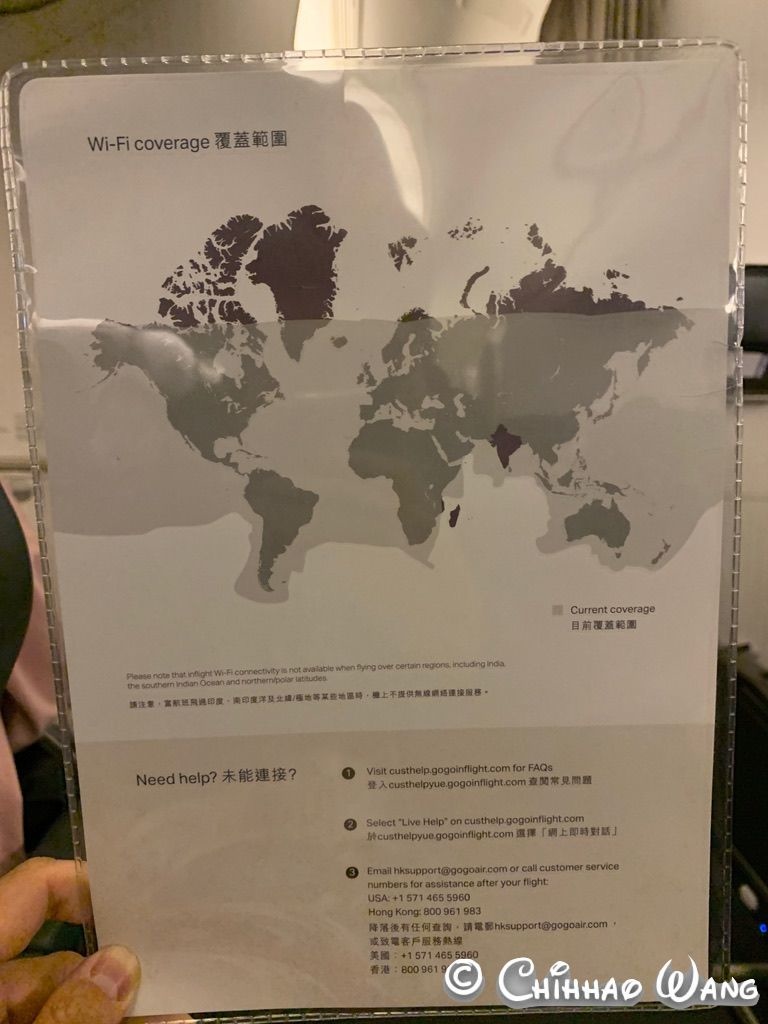 Wi-Fi coverage 覆蓋範圍
Current coverage
目前覆蓋範圍
Please note that inflight Wi-Fi connectivity is not available when flying over certain regions, including India,
the southern Indian Ocean and northern/polar latitudes.
請注意，當航班飛過印度、南印度洋及北緯/極地等某些地區時，機上不提供無線網絡連接服務。
Need help? 未能連接?
1 Visit custhelp.gogoinflight.com for FAQs
登入custhelpyue.gogoinflight.com 查閱常見問題
2 Select "Live Help" on custhelp.gogoinflight.com
於custhelpyue.gogoinflight.com 選擇「網上即時對話」
3 Email hksupport@gogoair.com or call customer service
numbers for assistance after your flight:
USA: +1 571 465 5960
Hong Kong: 800 961 983
降落後有任何查詢，請電郵hksupport@gogoair.com，
或致電客戶服務熱線
美國：+1 571 465 5960
香港：800 961 9
© Chihhao Wang